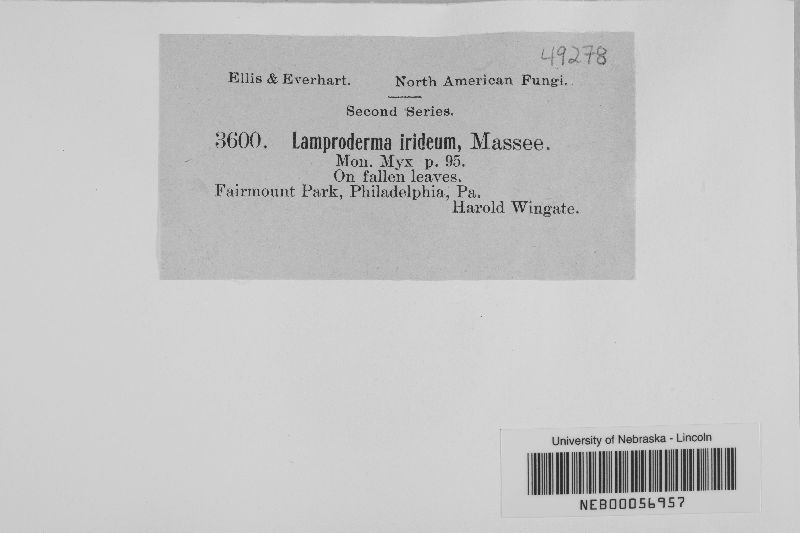 49278
Ellis & Everhart. North American Fungi.
Second Series.
3600. Lamproderma irideum, Massee.
Mon. Myx p. 95.
On fallen leaves.
Fairmount Park, Philadelphia, Pa.
Harold Wingate.
University of Nebraska - Lincoln
NEB00056957